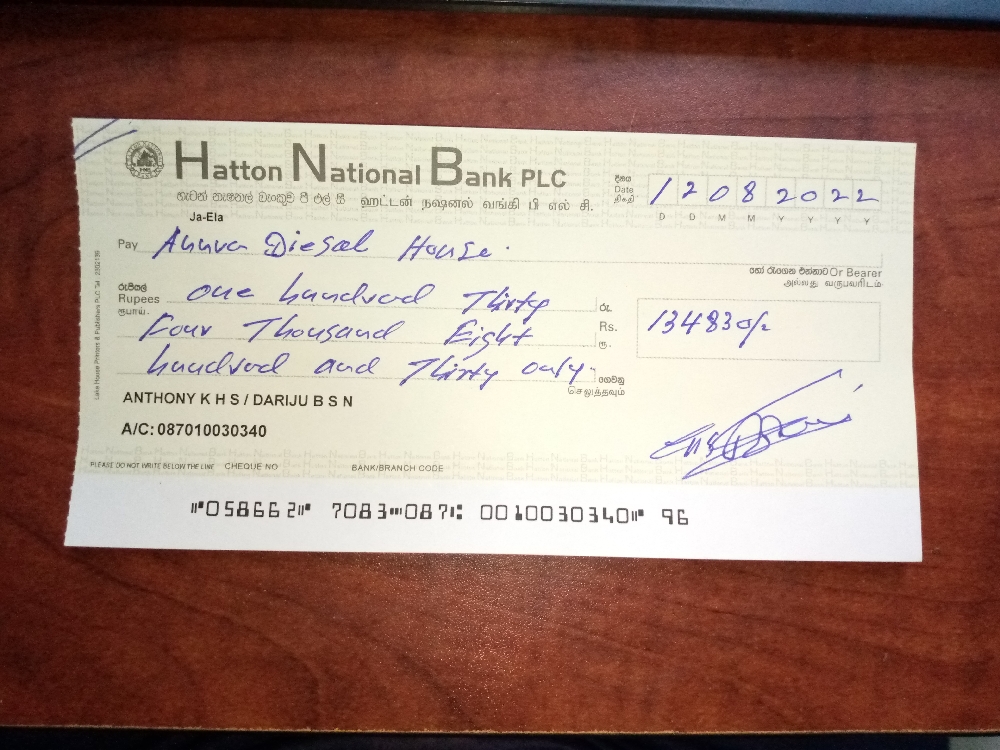 Hatton National Bank PLC
හැටන් නැෂනල් බැංකුව පී එල් සී ஹட்டன் நஷனல் வங்கி பி எல் சி.
Ja-Ela
දිනය
Date
திகதி
12082022
D D M M Y Y Y Y
Pay Anura Diesel House
හෝ රැගෙන එන්නාට Or Bearer
அல்லது வருபவரிடம்
රුපියල්
Rupees
ரூபாய்.
one hundred Thirty
Four Thousand Eight
hundred and Thirty only
රු.
Rs.
ரூ.
134830/-
ගෙවනු
செலுத்தவும்
ANTHONY K H S / DARIJU B S N
A/C: 087010030340
PLEASE DO NOT WRITE BELOW THE LINE CHEQUE NO BANK/BRANCH CODE
⑈058662⑈ 7083⑉087⑆ 0010030340⑈ 96